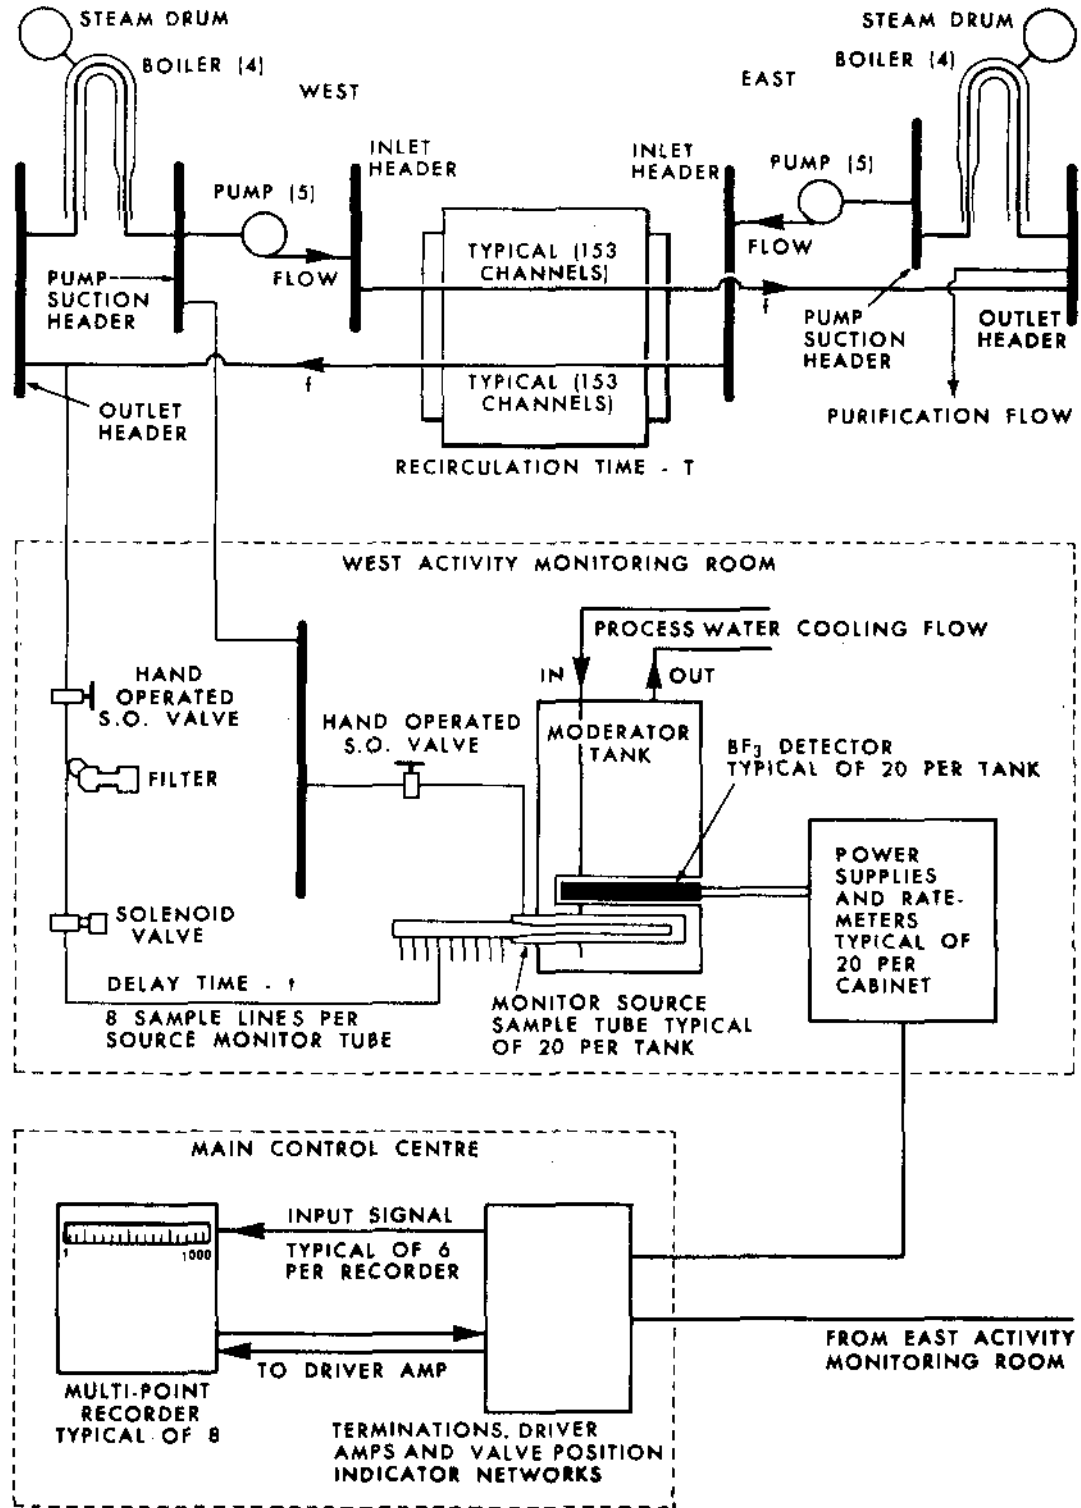 STEAM DRUM
BOILER (4)
WEST
STEAM DRUM
BOILER (4)
EAST
INLET
HEADER
PUMP (5)
FLOW
PUMP
SUCTION
HEADER
INLET
HEADER
PUMP (5)
FLOW
TYPICAL (153
CHANNELS)
f
PUMP
SUCTION
HEADER
OUTLET
HEADER
f
TYPICAL (153
CHANNELS)
OUTLET
HEADER
PURIFICATION FLOW
RECIRCULATION TIME - T
WEST ACTIVITY MONITORING ROOM
PROCESS WATER COOLING FLOW
IN
OUT
HAND
OPERATED
S.O. VALVE
HAND OPERATED
S.O. VALVE
MODERATOR
TANK
BF₃ DETECTOR
TYPICAL OF 20 PER TANK
FILTER
POWER
SUPPLIES
AND RATE-
METERS
TYPICAL OF
20 PER
CABINET
SOLENOID
VALVE
DELAY TIME - t
8 SAMPLE LINES PER
SOURCE MONITOR TUBE
MONITOR SOURCE
SAMPLE TUBE TYPICAL
OF 20 PER TANK
MAIN CONTROL CENTRE
1 1000
INPUT SIGNAL
TYPICAL OF 6
PER RECORDER
TO DRIVER AMP
FROM EAST ACTIVITY
MONITORING ROOM
MULTI-POINT
RECORDER
TYPICAL OF 8
TERMINATIONS, DRIVER
AMPS AND VALVE POSITION
INDICATOR NETWORKS